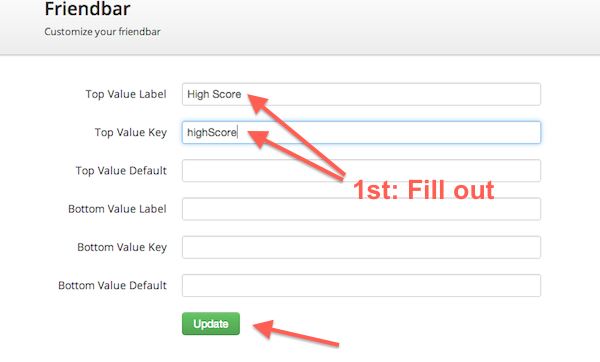 Friendbar
Customize your friendbar
Top Value Label High Score
Top Value Key highScore
Top Value Default
1st: Fill out
Bottom Value Label
Bottom Value Key
Bottom Value Default
Update